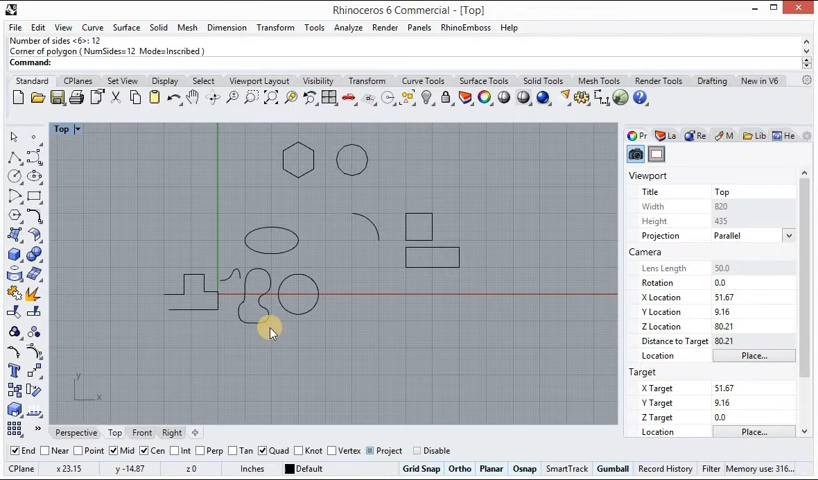 Rhinoceros 6 Commercial - [Top]
File Edit View Curve Surface Solid Mesh Dimension Transform Tools Analyze Render Panels RhinoEmboss Help
Number of sides <6>: 12
Corner of polygon ( NumSides=12 Mode=Inscribed )
Command:
Standard CPlanes Set View Display Select Viewport Layout Visibility Transform Curve Tools Surface Tools Solid Tools Mesh Tools Render Tools Drafting New in V6
Top
Pr La Re M Lib He
Viewport
Title Top
Width 820
Height 435
Projection Parallel
Camera
Lens Length 50.0
Rotation 0.0
X Location 51.67
Y Location 9.16
Z Location 80.21
Distance to Target 80.21
Location Place...
Target
X Target 51.67
Y Target 9.16
Z Target 0.0
Location Place...
y
x
Perspective Top Front Right
End Near Point Mid Cen Int Perp Tan Quad Knot Vertex Project Disable
CPlane x 23.15 y -14.87 z 0 Inches Default Grid Snap Ortho Planar Osnap SmartTrack Gumball Record History Filter Memory use: 316...